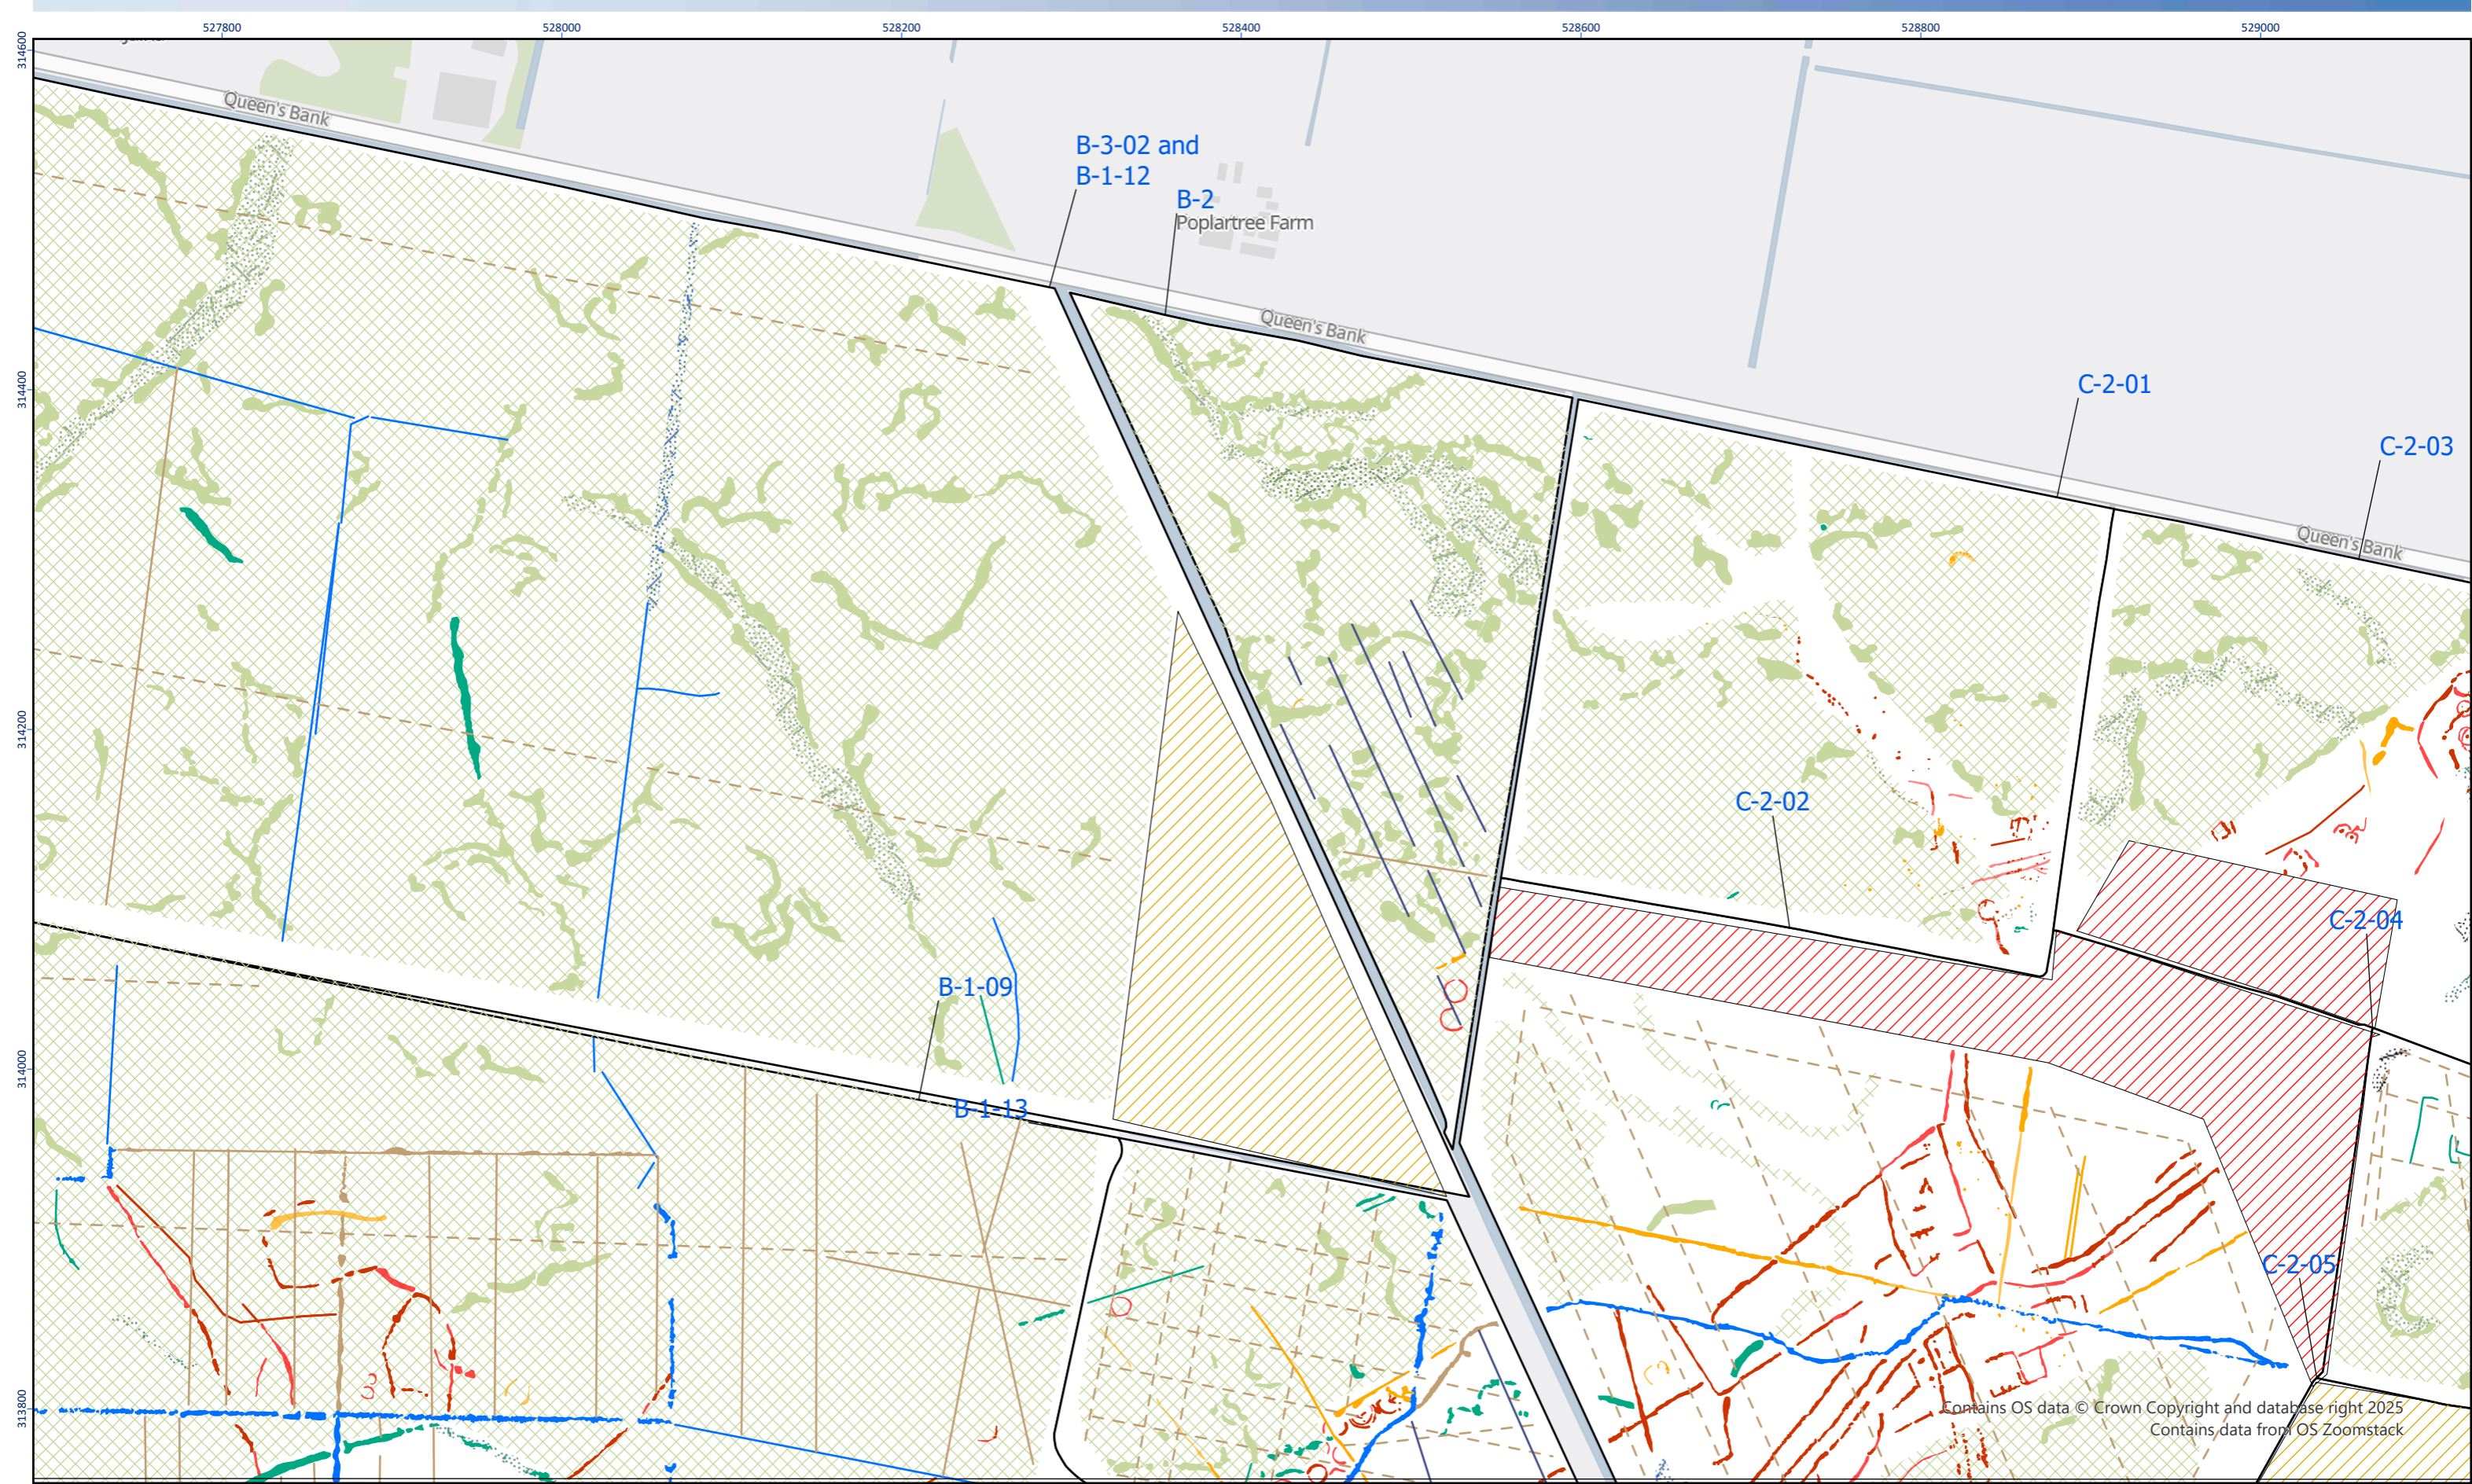 527800 528000 528200 528400 528600 528800 529000
314600
Queen's Bank
B-3-02 and
B-1-12
B-2
Poplartree Farm
Queen's Bank
314400
C-2-01
C-2-03
Queen's Bank
314200
C-2-02
C-2-04
B-1-09
314000
B-1-13
C-2-05
313800
Contains OS data © Crown Copyright and database right 2025
Contains data from OS Zoomstack